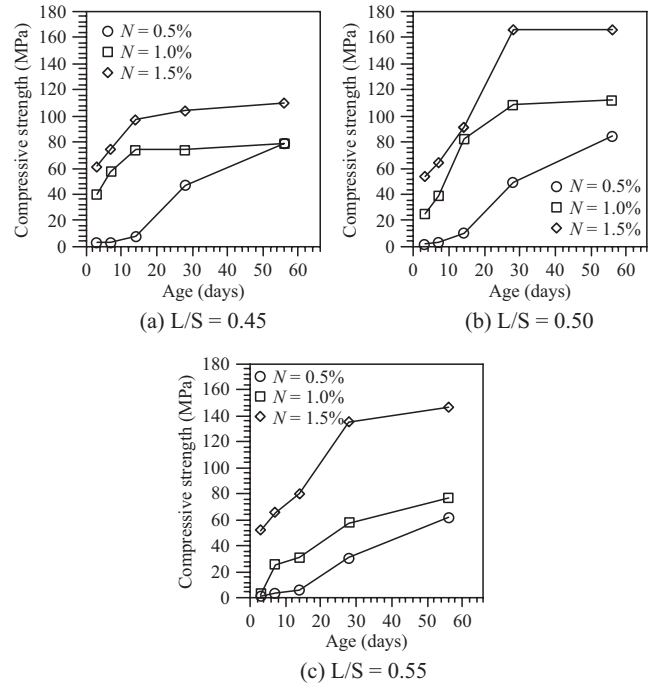 180
160
140
120
100
80
60
40
20
0
Compressive strength (MPa)
N = 0.5%
N = 1.0%
N = 1.5%
0 10 20 30 40 50 60
Age (days)
(a) L/S = 0.45
180
160
140
120
100
80
60
40
20
0
Compressive strength (MPa)
N = 0.5%
N = 1.0%
N = 1.5%
0 10 20 30 40 50 60
Age (days)
(b) L/S = 0.50
180
160
140
120
100
80
60
40
20
0
Compressive strength (MPa)
N = 0.5%
N = 1.0%
N = 1.5%
0 10 20 30 40 50 60
Age (days)
(c) L/S = 0.55